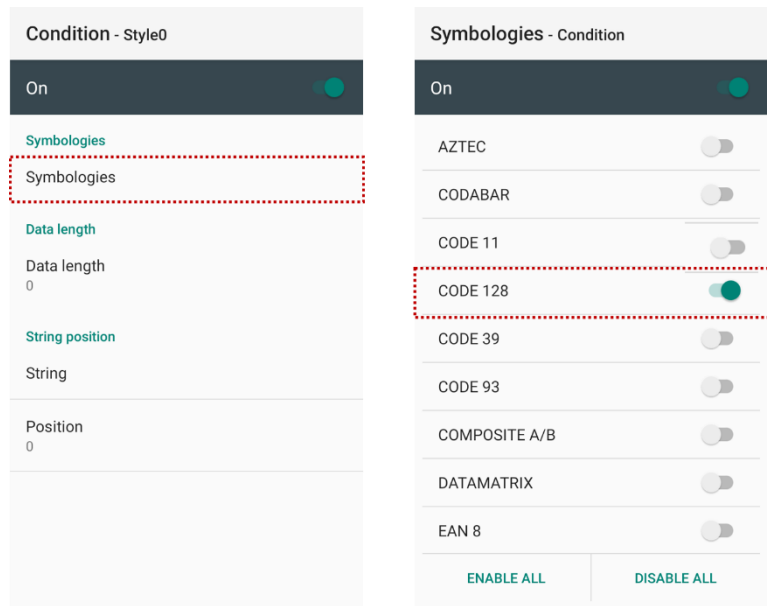 Condition - Style0
On
Symbologies
Symbologies
Data length
Data length
0
String position
String
Position
0
Symbologies - Condition
On
AZTEC
CODABAR
CODE 11
CODE 128
CODE 39
CODE 93
COMPOSITE A/B
DATAMATRIX
EAN 8
ENABLE ALL
DISABLE ALL